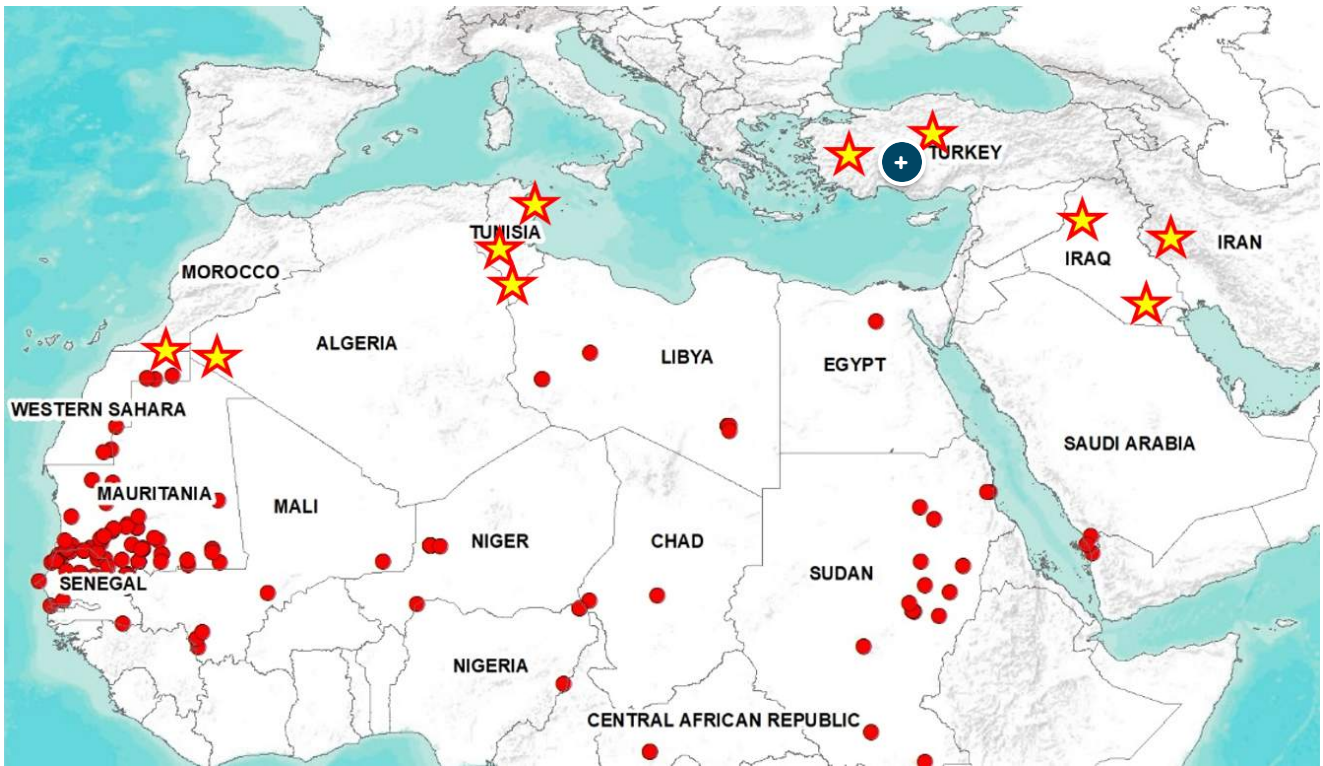 TURKEY
TUNISIA
IRAN
IRAQ
MOROCCO
ALGERIA
LIBYA
EGYPT
WESTERN SAHARA
SAUDI ARABIA
MAURITANIA
MALI
NIGER
CHAD
SUDAN
SENEGAL
NIGERIA
CENTRAL AFRICAN REPUBLIC